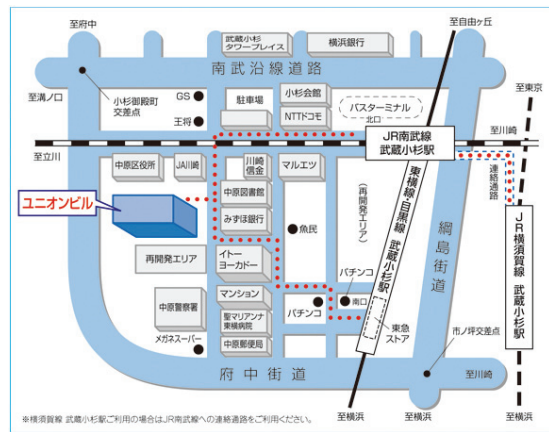 至府中
武蔵小杉
タワープレイス
横浜銀行
至自由ヶ丘
南武沿線道路
至溝ノ口
小杉御殿町
交差点
GS
王将
駐車場
小杉会館
NTTドコモ
バスターミナル
北口
至東京
JR南武線
武蔵小杉駅
至川崎
至立川
中原区役所
JA川崎
川崎
信金
マルエツ
連絡通路
ユニオンビル
中原図書館
みずほ銀行
魚民
(再開発エリア)
東横線・目黒線 武蔵小杉駅
綱島街道
JR横須賀線 武蔵小杉駅
再開発エリア
イトー
ヨーカドー
パチンコ
南口
中原警察署
マンション
聖マリアンナ
東横病院
パチンコ
東急
ストア
メガネスーパー
中原郵便局
市ノ坪交差点
府中街道
至川崎
至横浜
至横浜
至横浜
※横須賀線 武蔵小杉駅ご利用の場合はJR南武線への連絡通路をご利用ください。